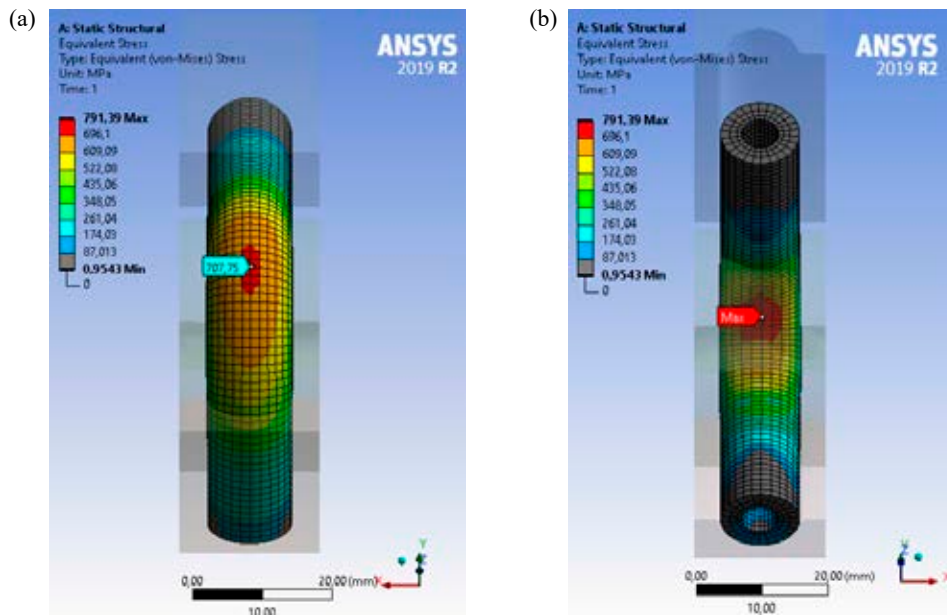 (a)
A: Static Structural
Equivalent Stress
Type: Equivalent (von-Mises) Stress
Unit: MPa
Time: 1
ANSYS
2019 R2
791,39 Max
696,1
609,09
522,08
435,06
348,05
261,04
174,03
87,013
0,9543 Min
0
707,75
Y
Z
X
0,00
20,00 (mm)
10,00
(b)
A: Static Structural
Equivalent Stress
Type: Equivalent (von-Mises) Stress
Unit: MPa
Time: 1
ANSYS
2019 R2
791,39 Max
696,1
609,09
522,08
435,06
348,05
261,04
174,03
87,013
0,9543 Min
0
Max
Z
X
0,00
20,00 (mm)
10,00